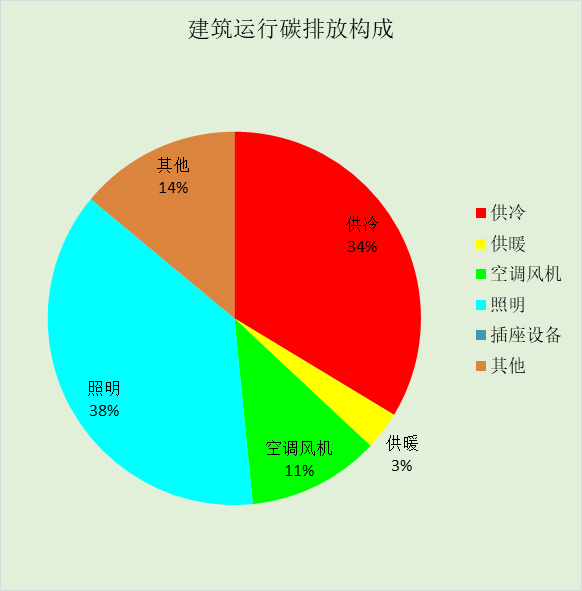 建筑运行碳排放构成
其他
14%
供冷
34%
照明
38%
空调风机
11%
供暖
3%
供冷
供暖
空调风机
照明
插座设备
其他